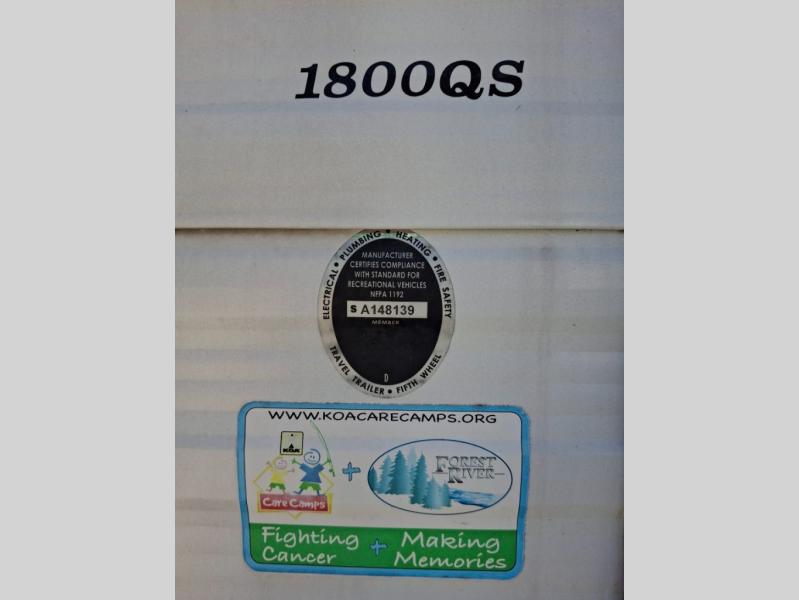 1800QS
ELECTRICAL • PLUMBING • HEATING • FIRE SAFETY
MANUFACTURER
CERTIFIES COMPLIANCE
WITH STANDARD FOR
RECREATIONAL VEHICLES
NFPA 1192
S A148139
MEMBER
D
TRAVEL TRAILER • FIFTH WHEEL
WWW.KOACARECAMPS.ORG
KOA
Care Camps
+
FOREST
RIVER
Fighting
Cancer
+
Making
Memories